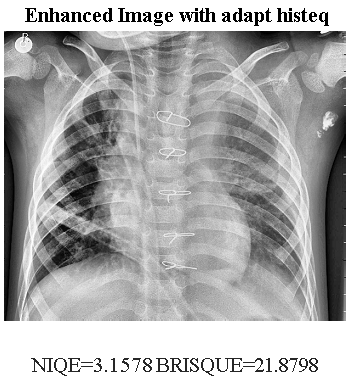 Enhanced Image with adapt histeq
NIQE=3.1578 BRISQUE=21.8798